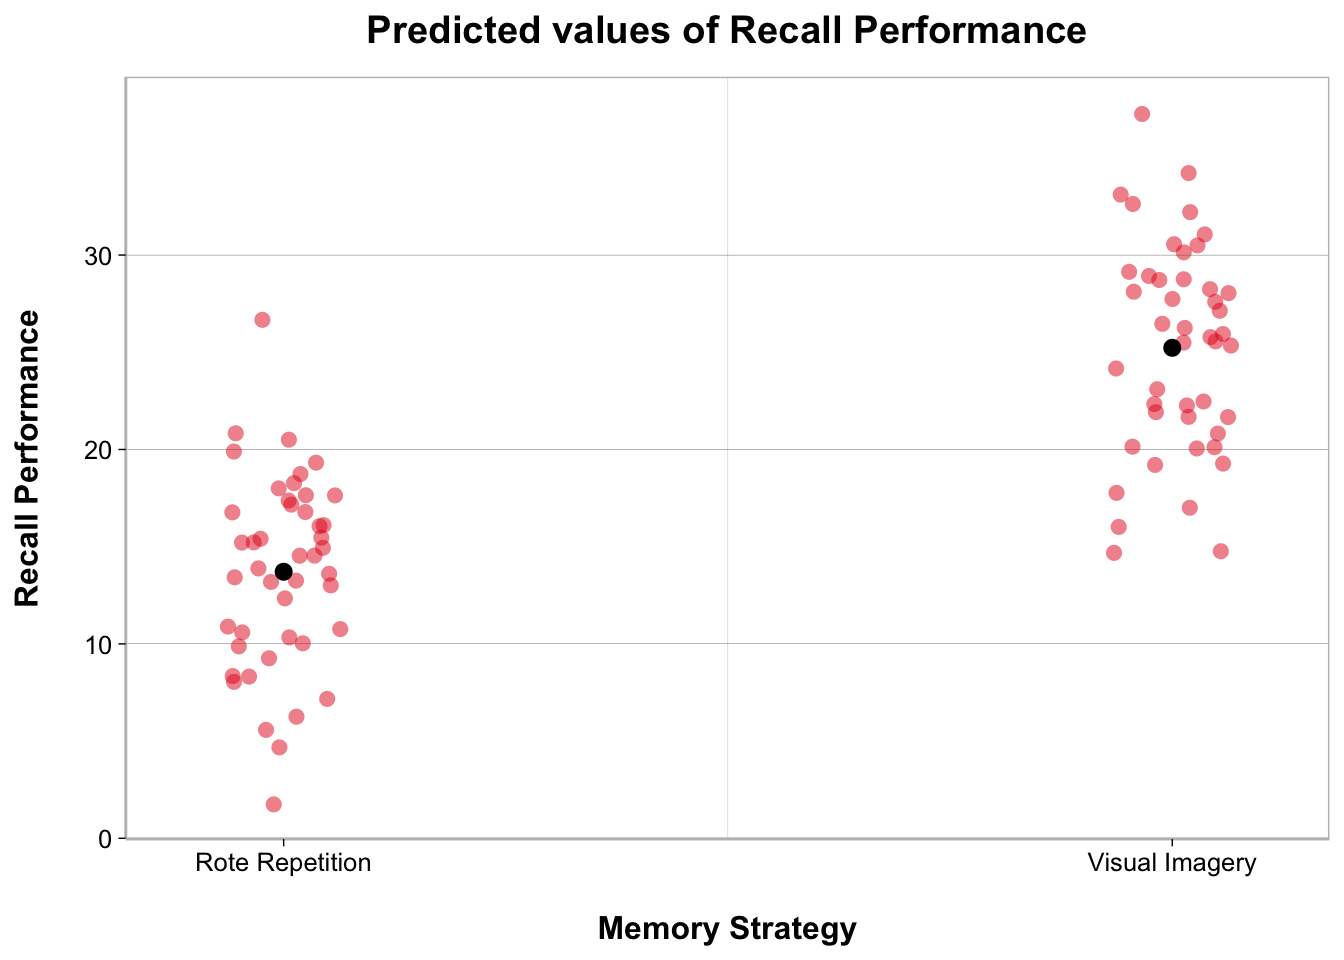 Predicted values of Recall Performance
Recall Performance
30
20
10
0
Rote Repetition
Visual Imagery
Memory Strategy